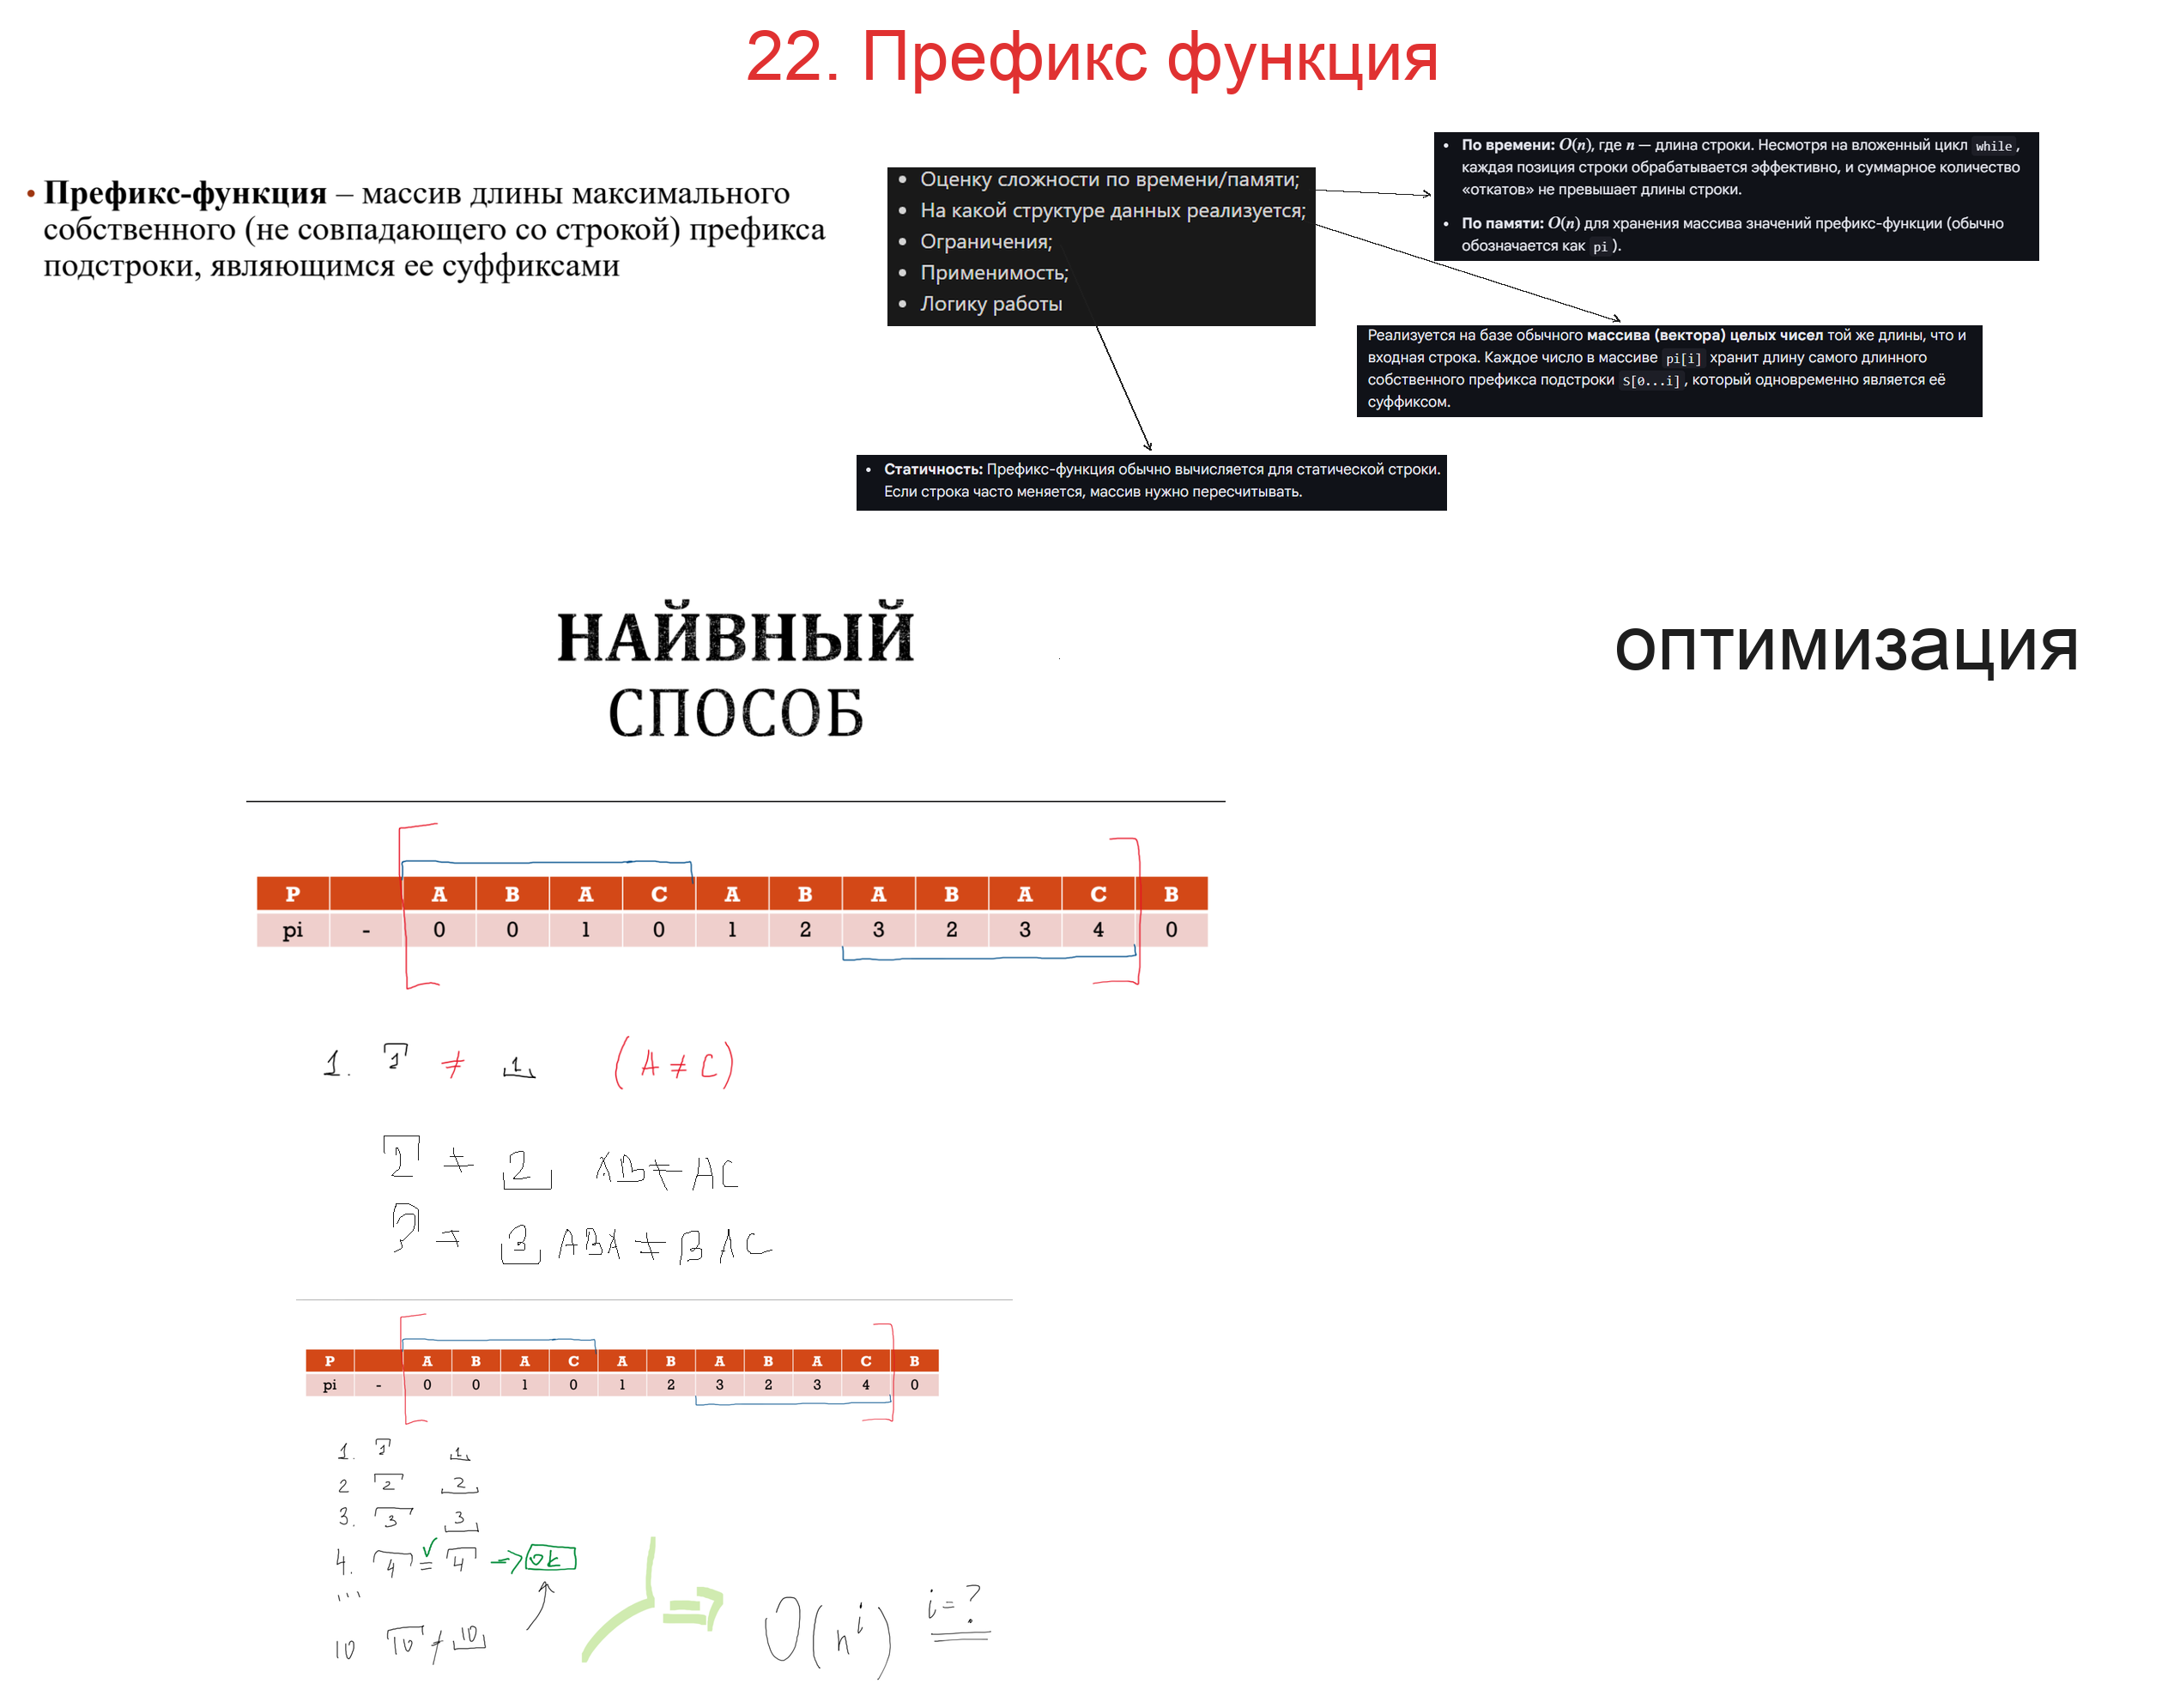 22. Префикс функция
• Префикс-функция – массив длины максимального
собственного (не совпадающего со строкой) префикса
подстроки, являющимся ее суффиксами
• Оценку сложности по времени/памяти;
• На какой структуре данных реализуется;
• Ограничения;
• Применимость;
• Логику работы
• По времени: O(n), где n — длина строки. Несмотря на вложенный цикл while,
каждая позиция строки обрабатывается эффективно, и суммарное количество
«откатов» не превышает длины строки.
• По памяти: O(n) для хранения массива значений префикс-функции (обычно
обозначается как pi).
Реализуется на базе обычного массива (вектора) целых чисел той же длины, что и
входная строка. Каждое число в массиве pi[i] хранит длину самого длинного
собственного префикса подстроки S[0...i], который одновременно является её
суффиксом.
• Статичность: Префикс-функция обычно вычисляется для статической строки.
Если строка часто меняется, массив нужно пересчитывать.
НАЙВНЫЙ
СПОСОБ
оптимизация
P A B A C A B A B A C B
pi - 0 0 1 0 1 2 3 2 3 4 0
1. 1 ≠ 1 (A ≠ C)
2 ≠ 2 AB ≠ AC
3 = 3 ABA ≠ BAC
P A B A C A B A B A C B
pi - 0 0 1 0 1 2 3 2 3 4 0
1. 1 1
2 2 2
3. 3 3
4. 4 = 4 => ok
...
10 10 ≠ 10
=> O(n^i) i = ?